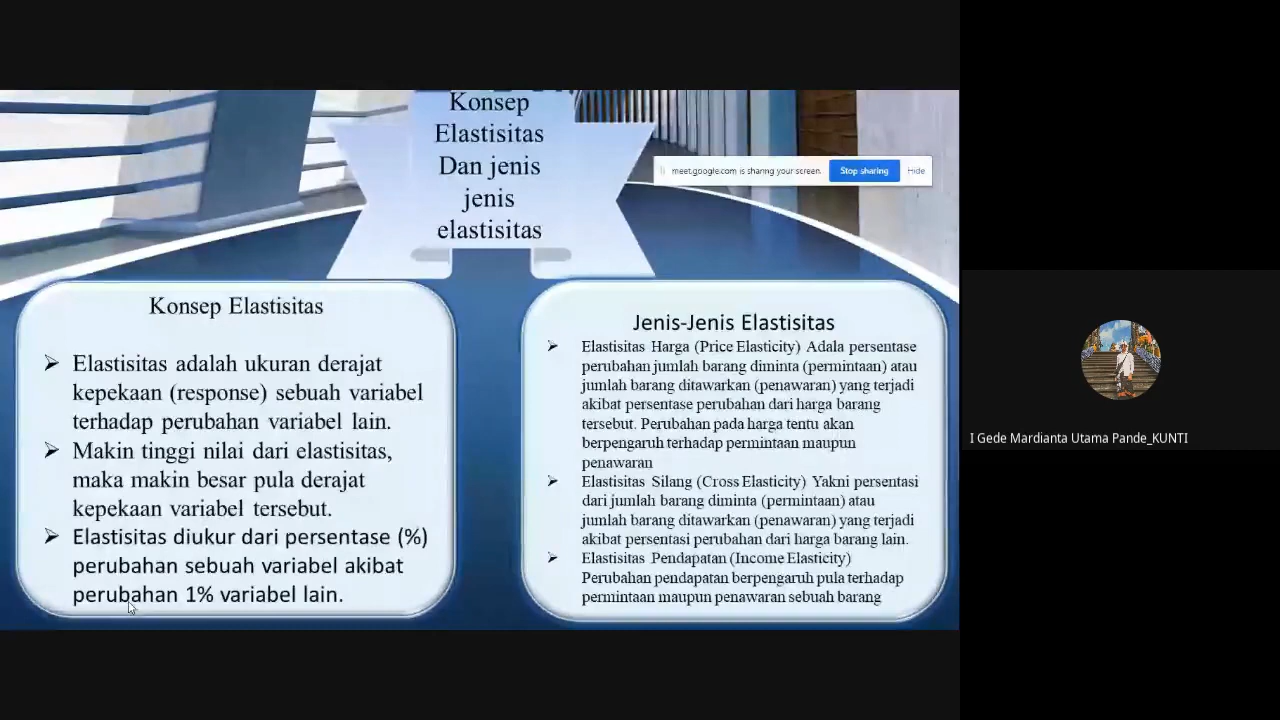 Konsep
Elastisitas
Dan jenis
jenis
elastisitas
meet.google.com is sharing your screen.
Stop sharing
Hide
Konsep Elastisitas
➢ Elastisitas adalah ukuran derajat
kepekaan (response) sebuah variabel
terhadap perubahan variabel lain.
➢ Makin tinggi nilai dari elastisitas,
maka makin besar pula derajat
kepekaan variabel tersebut.
➢ Elastisitas diukur dari persentase (%)
perubahan sebuah variabel akibat
perubahan 1% variabel lain.
Jenis-Jenis Elastisitas
➢ Elastisitas Harga (Price Elasticity) Adala persentase
perubahan jumlah barang diminta (permintaan) atau
jumlah barang ditawarkan (penawaran) yang terjadi
akibat persentase perubahan dari harga barang
tersebut. Perubahan pada harga tentu akan
berpengaruh terhadap permintaan maupun
penawaran
➢ Elastisitas Silang (Cross Elasticity) Yakni persentasi
dari jumlah barang diminta (permintaan) atau
jumlah barang ditawarkan (penawaran) yang terjadi
akibat persentasi perubahan dari harga barang lain.
➢ Elastisitas Pendapatan (Income Elasticity)
Perubahan pendapatan berpengaruh pula terhadap
permintaan maupun penawaran sebuah barang
I Gede Mardianta Utama Pande_KUNTI